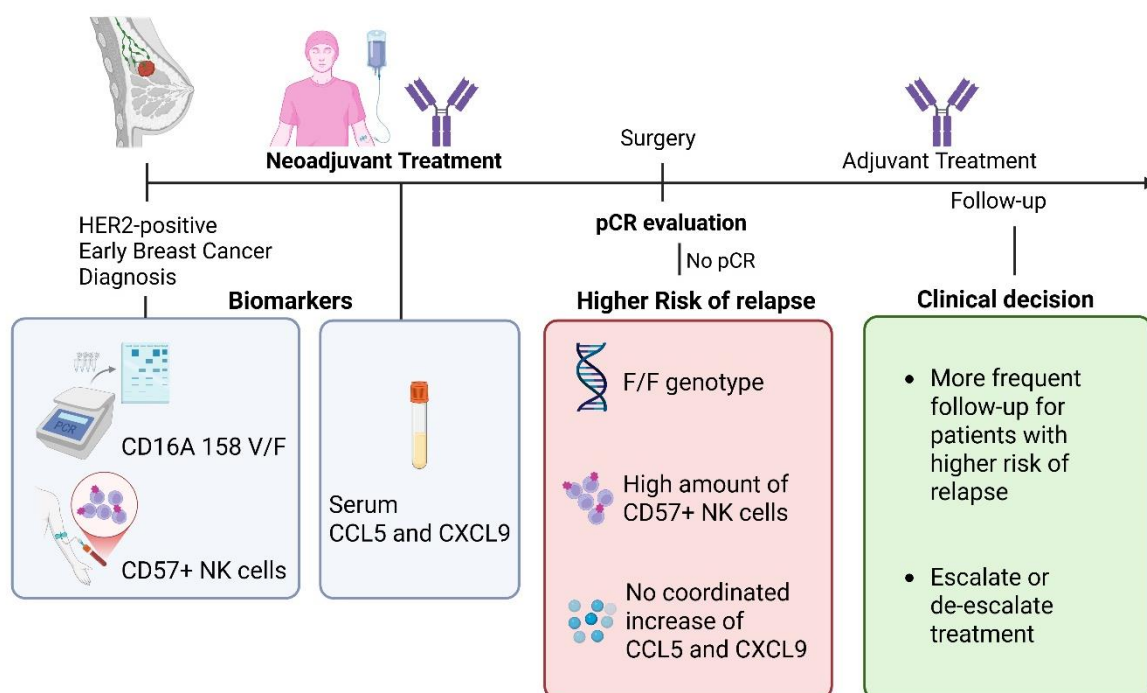 Surgery
Neoadjuvant Treatment
Adjuvant Treatment
HER2-positive
Early Breast Cancer
Diagnosis
pCR evaluation
Follow-up
No pCR
Biomarkers
Higher Risk of relapse
Clinical decision
PCR
CD16A 158 V/F
CD57+ NK cells
Serum
CCL5 and CXCL9
F/F genotype
High amount of
CD57+ NK cells
No coordinated
increase of
CCL5 and CXCL9
• More frequent
follow-up for
patients with
higher risk of
relapse
• Escalate or
de-escalate
treatment